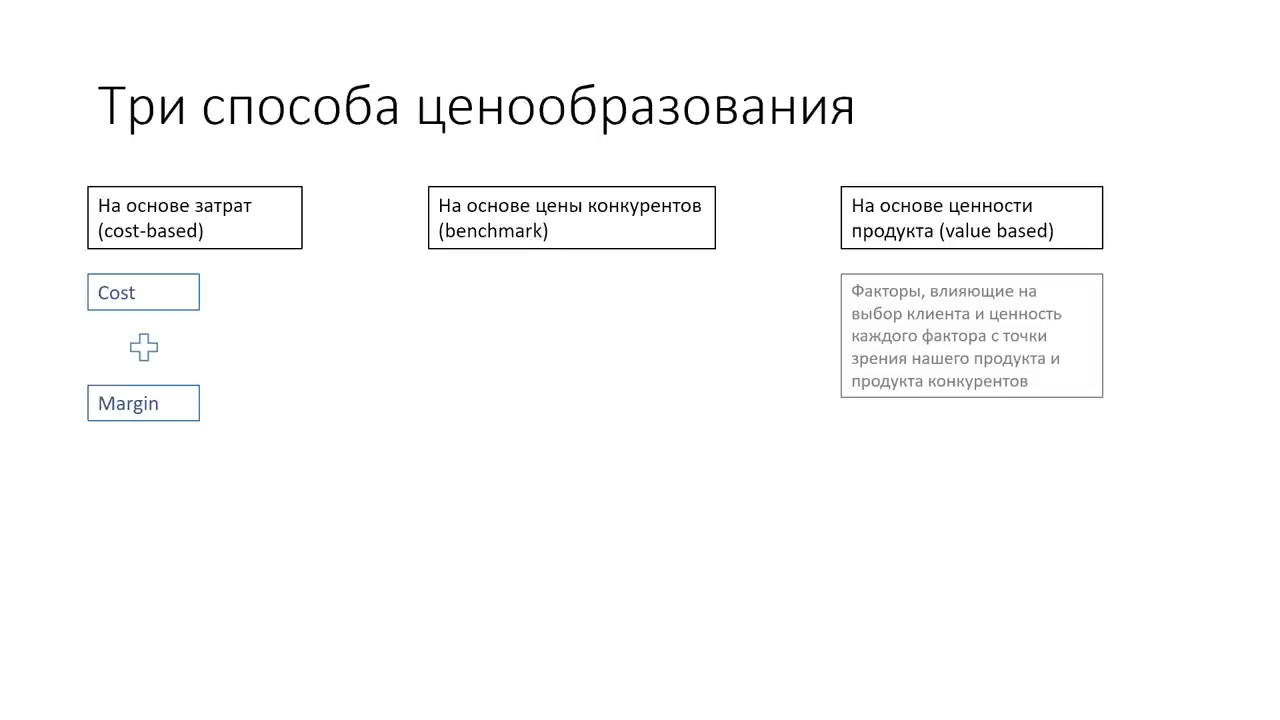 Три способа ценообразования
На основе затрат
(cost-based)
Cost
Margin
На основе цены конкурентов
(benchmark)
На основе ценности
продукта (value based)
Факторы, влияющие на
выбор клиента и ценность
каждого фактора с точки
зрения нашего продукта и
продукта конкурентов